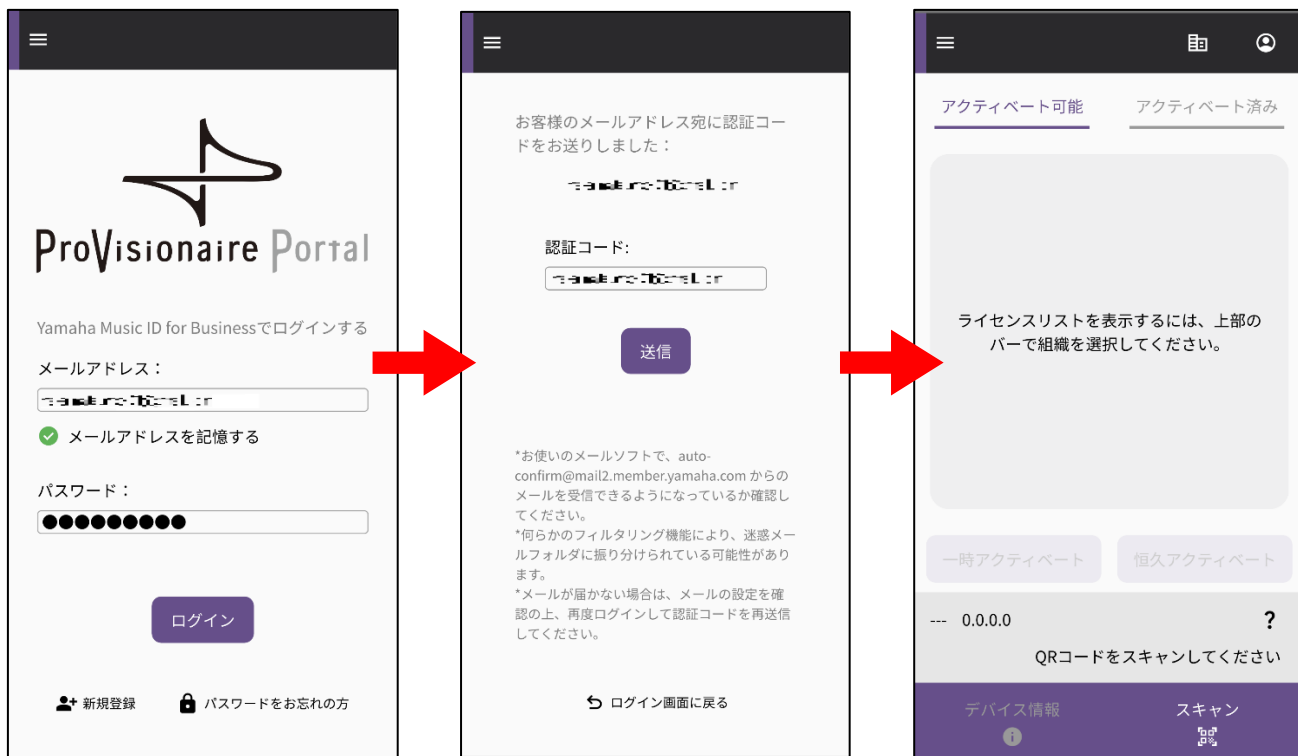 ProVisionaire Portal
Yamaha Music ID for Businessでログインする
メールアドレス：
メールアドレスを記憶する
パスワード：
●●●●●●●●●
ログイン
新規登録
パスワードをお忘れの方
お客様のメールアドレス宛に認証コー
ドをお送りしました：
認証コード:
送信
*お使いのメールソフトで、auto-
confirm@mail2.member.yamaha.com からの
メールを受信できるようになっているか確認し
てください。
*何らかのフィルタリング機能により、迷惑メー
ルフォルダに振り分けられている可能性があり
ます。
*メールが届かない場合は、メールの設定を確
認の上、再度ログインして認証コードを再送信
してください。
ログイン画面に戻る
アクティベート可能
アクティベート済み
ライセンスリストを表示するには、上部の
バーで組織を選択してください。
一時アクティベート
恒久アクティベート
--- 0.0.0.0
?
QRコードをスキャンしてください
デバイス情報
スキャン